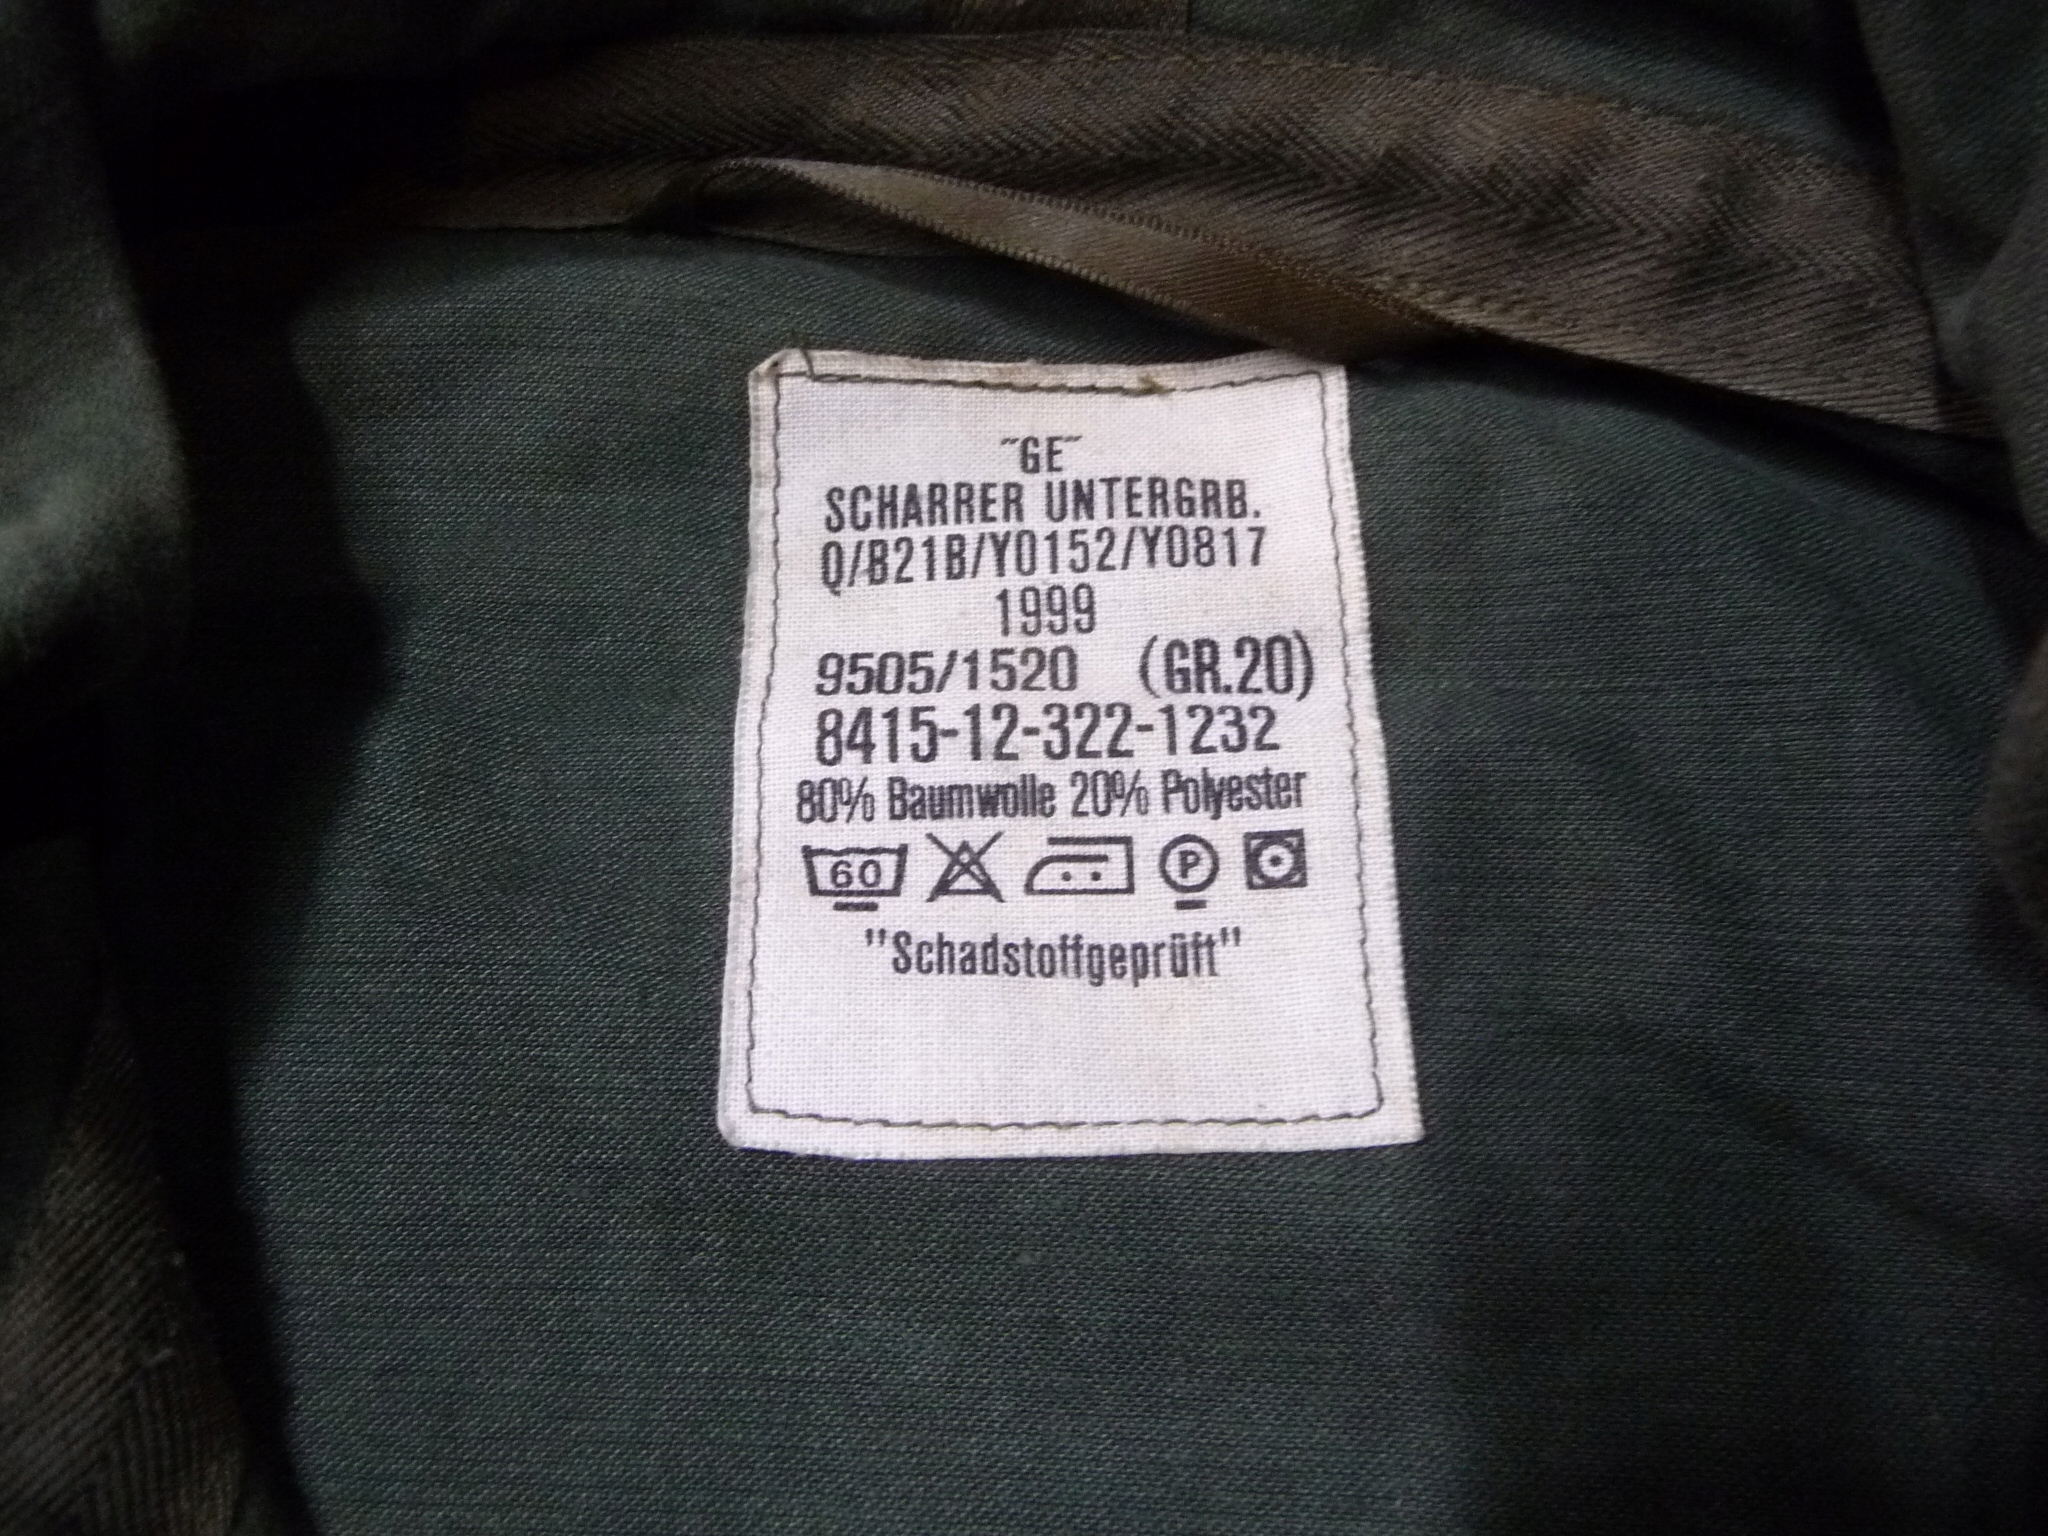 "GE"
SCHARRER UNTERGRB.
Q/B21B/Y0152/Y0817
1999
9505/1520 (GR.20)
8415-12-322-1232
80% Baumwolle 20% Polyester
60 P
"Schadstoffgeprüft"